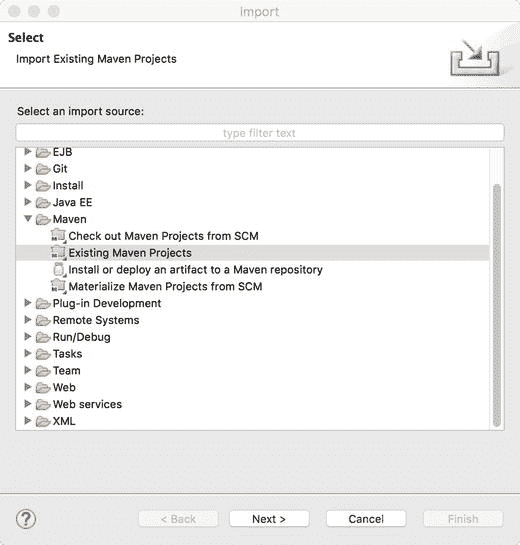 Import
Select
Import Existing Maven Projects
Select an import source:
type filter text
EJB
Git
Install
Java EE
Maven
Check out Maven Projects from SCM
Existing Maven Projects
Install or deploy an artifact to a Maven repository
Materialize Maven Projects from SCM
Plug-in Development
Remote Systems
Run/Debug
Tasks
Team
Web
Web services
XML
? < Back Next > Cancel Finish